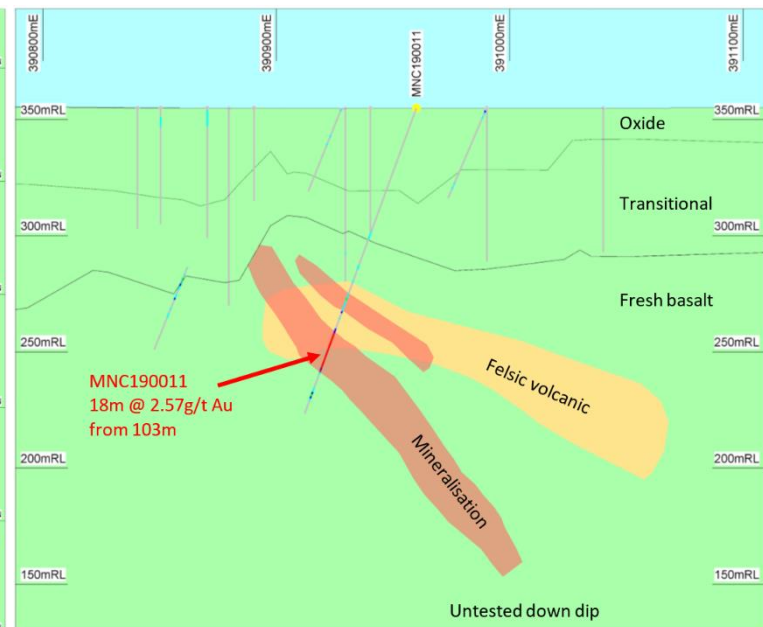 390800mE
390900mE
MNC190011
391000mE
391100mE
350mRL
350mRL
Oxide
Transitional
300mRL
300mRL
Fresh basalt
250mRL
250mRL
Felsic volcanic
MNC190011
18m @ 2.57g/t Au
from 103m
Mineralisation
200mRL
200mRL
150mRL
150mRL
Untested down dip